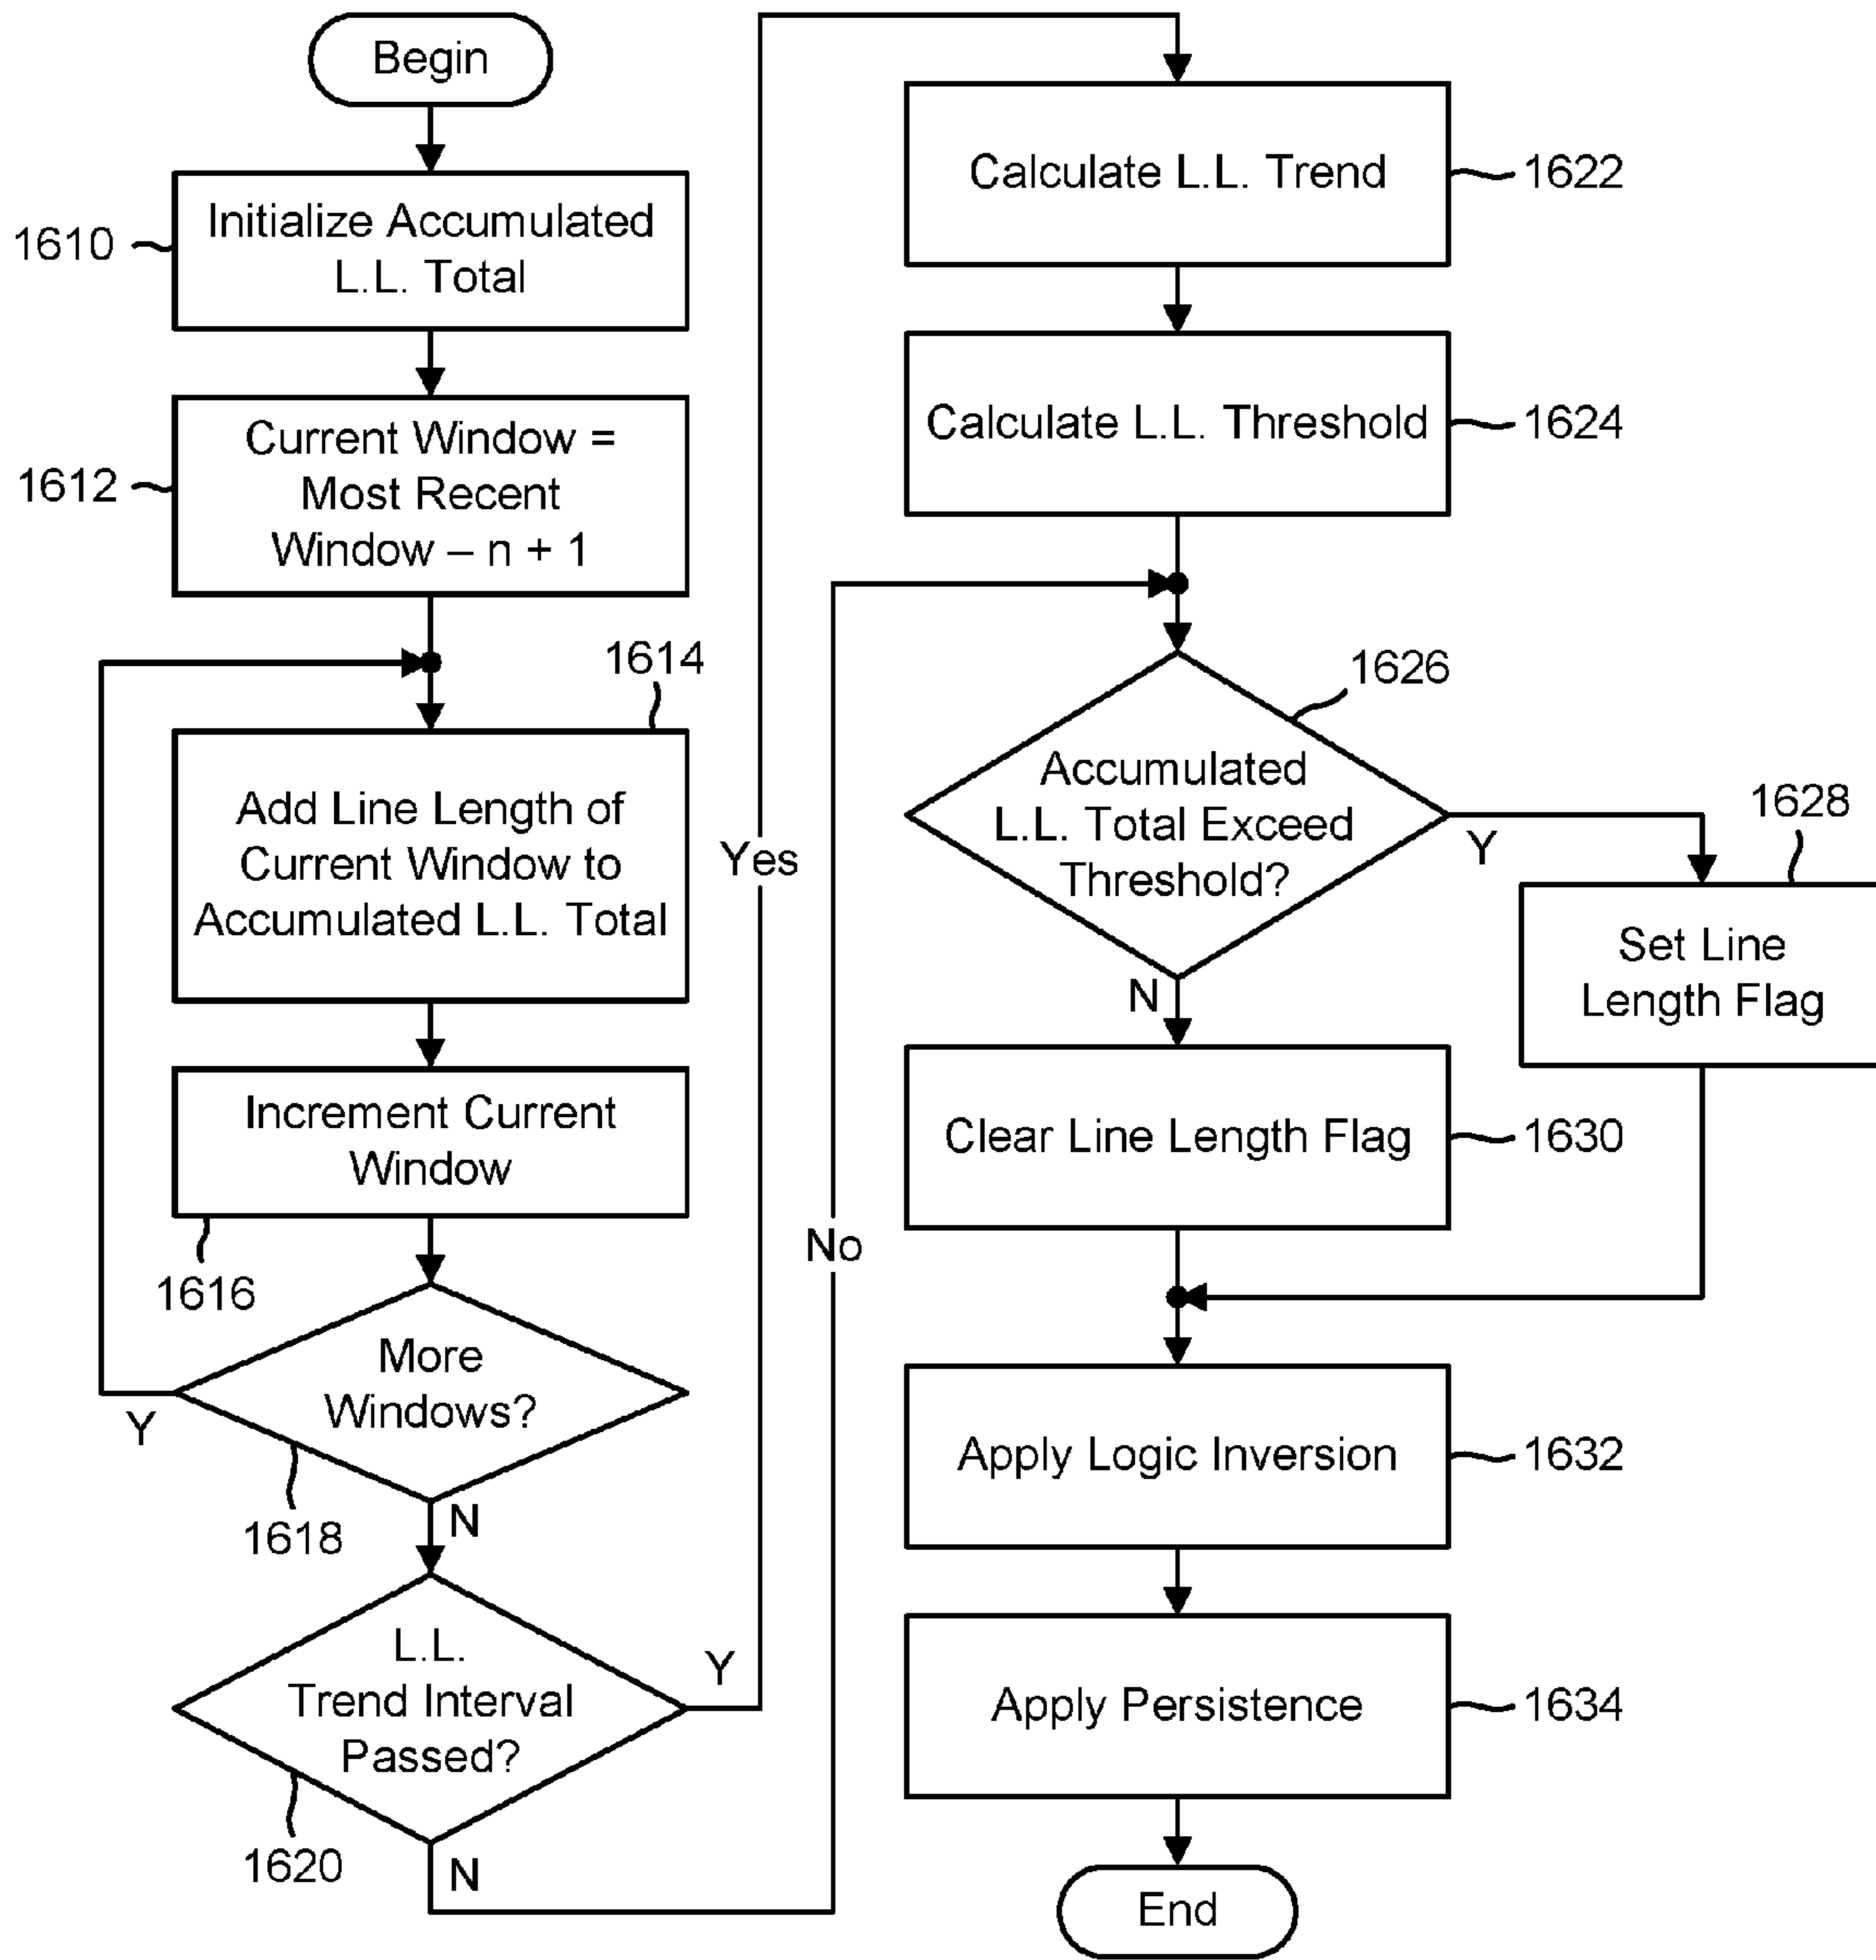 Begin
1610
Initialize Accumulated
L.L. Total
1612
Current Window =
Most Recent
Window – n + 1
1614
Add Line Length of
Current Window to
Accumulated L.L. Total
Increment Current
Window
1616
More
Windows?
Y
1618
N
L.L.
Trend Interval
Passed?
Y
1620
N
Yes
No
Calculate L.L. Trend
1622
Calculate L.L. Threshold
1624
1626
Accumulated
L.L. Total Exceed
Threshold?
Y
1628
Set Line
Length Flag
N
Clear Line Length Flag
1630
Apply Logic Inversion
1632
Apply Persistence
1634
End